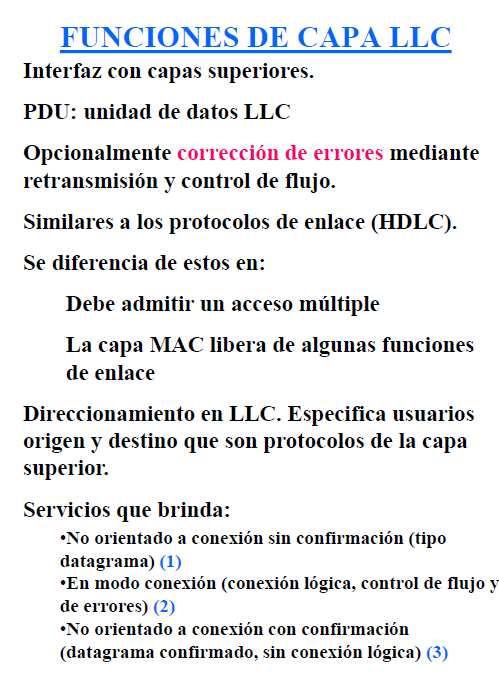 FUNCIONES DE CAPA LLC
Interfaz con capas superiores.
PDU: unidad de datos LLC
Opcionalmente corrección de errores mediante
retransmisión y control de flujo.
Similares a los protocolos de enlace (HDLC).
Se diferencia de estos en:
Debe admitir un acceso múltiple
La capa MAC libera de algunas funciones
de enlace
Direccionamiento en LLC. Especifica usuarios
origen y destino que son protocolos de la capa
superior.
Servicios que brinda:
•No orientado a conexión sin confirmación (tipo
datagrama) (1)
•En modo conexión (conexión lógica, control de flujo y
de errores) (2)
•No orientado a conexión con confirmación
(datagrama confirmado, sin conexión lógica) (3)